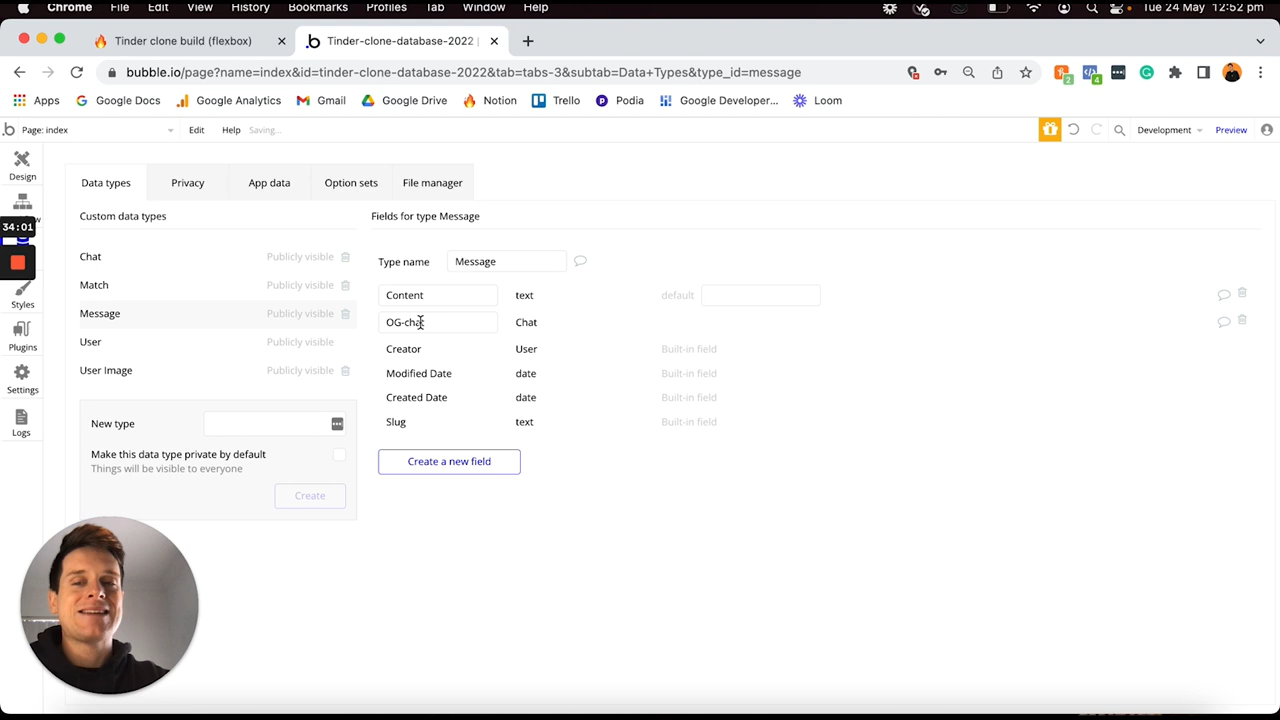 Chrome File Edit View History Bookmarks Profiles Tab Window Help Tue 24 May 12:52 pm
Tinder clone build (flexbox) Tinder-clone-database-2022 |
bubble.io/page?name=index&id=tinder-clone-database-2022&tab=tabs-3&subtab=Data+Types&type_id=message
2 4
Apps Google Docs Google Analytics Gmail Google Drive Notion Trello Podia Google Developer... Loom
Page: index Edit Help Saving... Development Preview
Design
34:01
Styles
Plugins
Settings
Logs
Data types Privacy App data Option sets File manager
Custom data types
Chat Publicly visible
Match Publicly visible
Message Publicly visible
User Publicly visible
User Image Publicly visible
New type
Make this data type private by default
Things will be visible to everyone
Create
Fields for type Message
Type name Message
Content text default
OG-chat Chat
Creator User Built-in field
Modified Date date Built-in field
Created Date date Built-in field
Slug text Built-in field
Create a new field